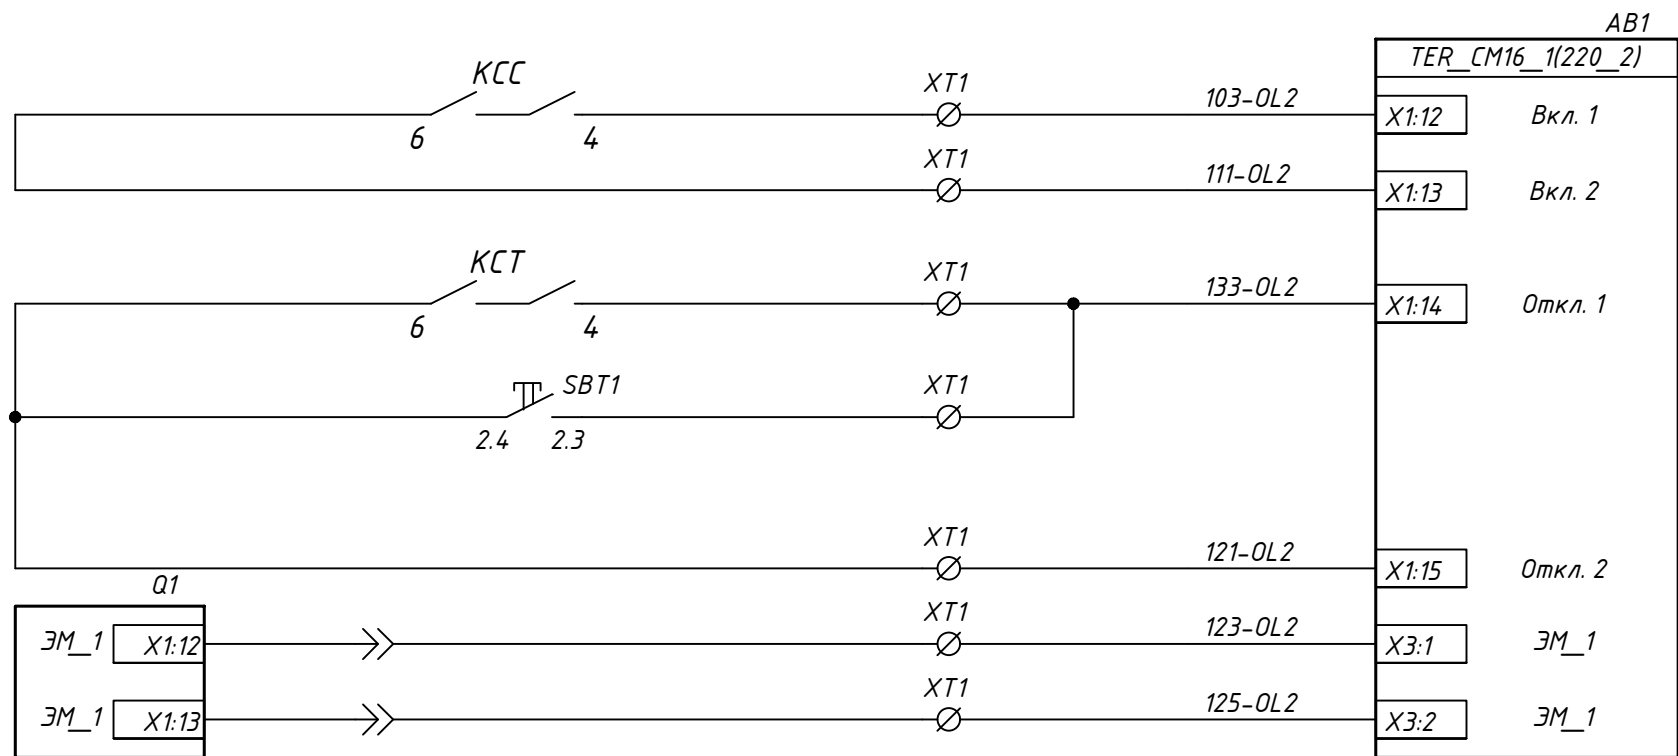 AB1
TER_CM16_1(220_2)
KCC
XT1
103-OL2
X1:12
Вкл. 1
6
4
XT1
111-OL2
X1:13
Вкл. 2
KCT
XT1
133-OL2
X1:14
Откл. 1
6
4
SBT1
XT1
2.4
2.3
XT1
121-OL2
X1:15
Откл. 2
Q1
XT1
123-OL2
ЭМ_1
X1:12
X3:1
ЭМ_1
XT1
125-OL2
ЭМ_1
X1:13
X3:2
ЭМ_1